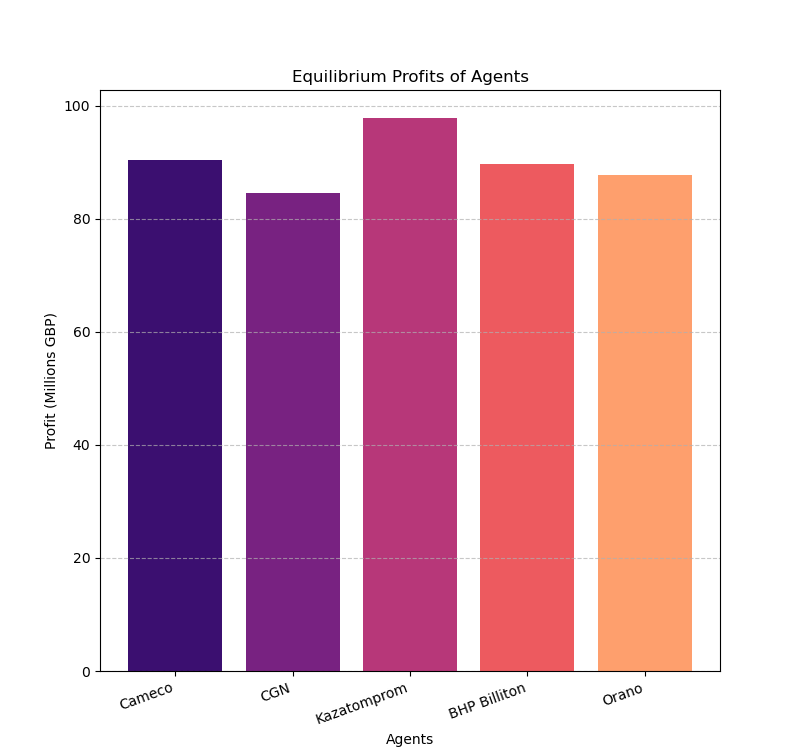 Equilibrium Profits of Agents
Profit (Millions GBP)
100
80
60
40
20
0
Cameco
CGN
Kazatomprom
BHP Billiton
Orano
Agents